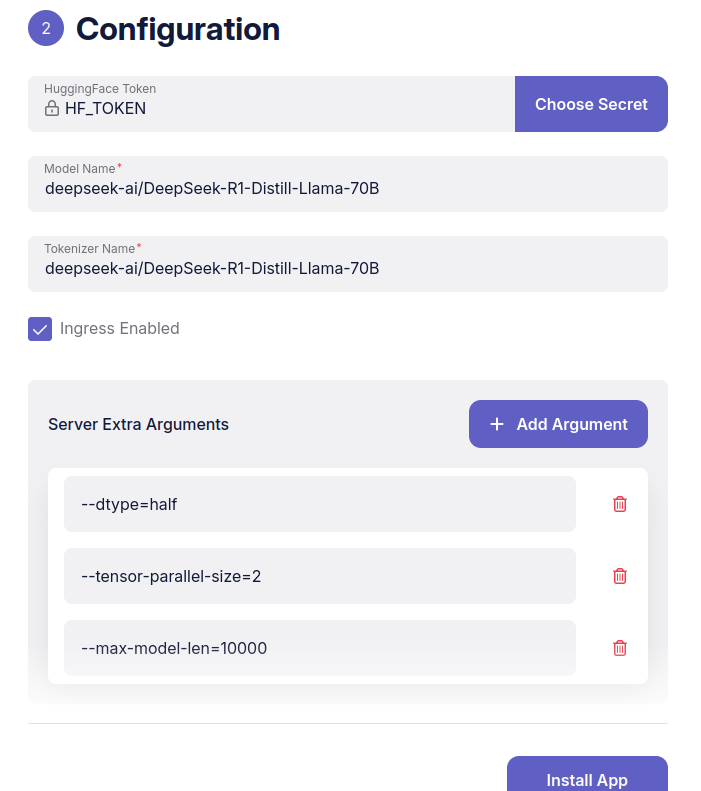 2
Configuration
HuggingFace Token
HF_TOKEN
Choose Secret
Model Name*
deepseek-ai/DeepSeek-R1-Distill-Llama-70B
Tokenizer Name*
deepseek-ai/DeepSeek-R1-Distill-Llama-70B
Ingress Enabled
Server Extra Arguments
+ Add Argument
--dtype=half
--tensor-parallel-size=2
--max-model-len=10000
Install App